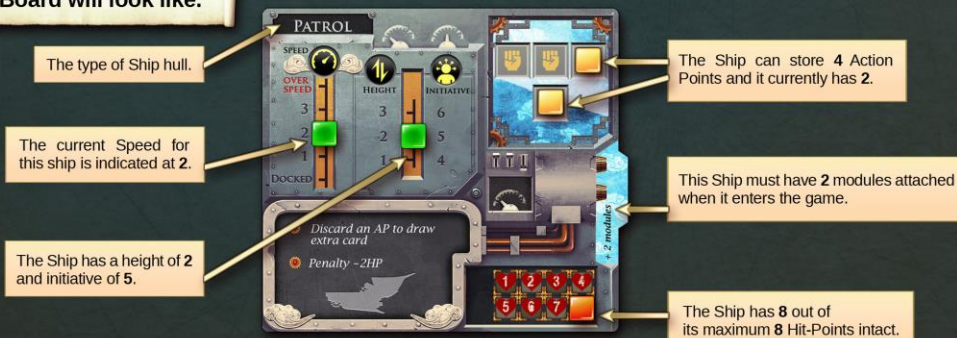 Board will look like:
PATROL
The type of Ship hull.
SPEED
OVER
SPEED
3
2
1
DOCKED
HEIGHT
3
2
1
INITIATIVE
6
5
4
The Ship can store 4 Action
Points and it currently has 2.
The current Speed for
this ship is indicated at 2.
This Ship must have 2 modules attached
when it enters the game.
+ 2 modules
The Ship has a height of 2
and initiative of 5.
Discard an AP to draw
extra card
Penalty -2HP
1 2 3 4
5 6 7
The Ship has 8 out of
its maximum 8 Hit-Points intact.